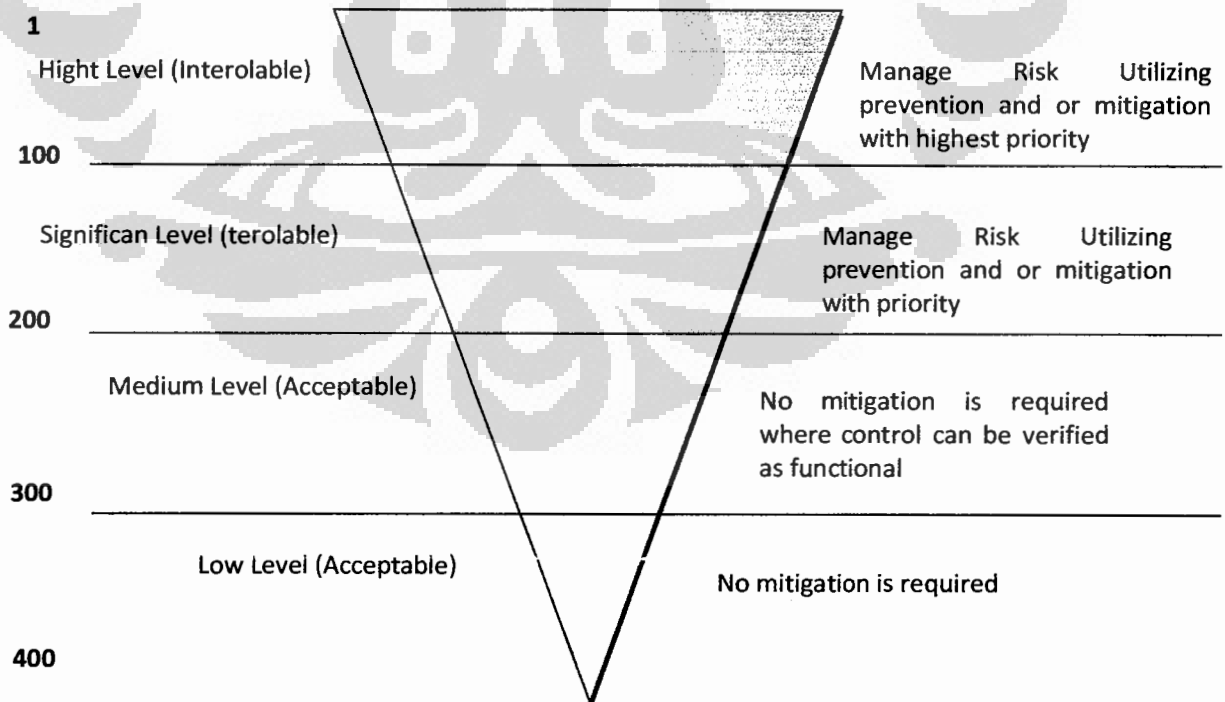 1
Hight Level (Interolable)
Manage Risk Utilizing
prevention and or mitigation
with highest priority
100
Significan Level (terolable)
Manage Risk Utilizing
prevention and or mitigation
with priority
200
Medium Level (Acceptable)
No mitigation is required
where control can be verified
as functional
300
Low Level (Acceptable)
No mitigation is required
400